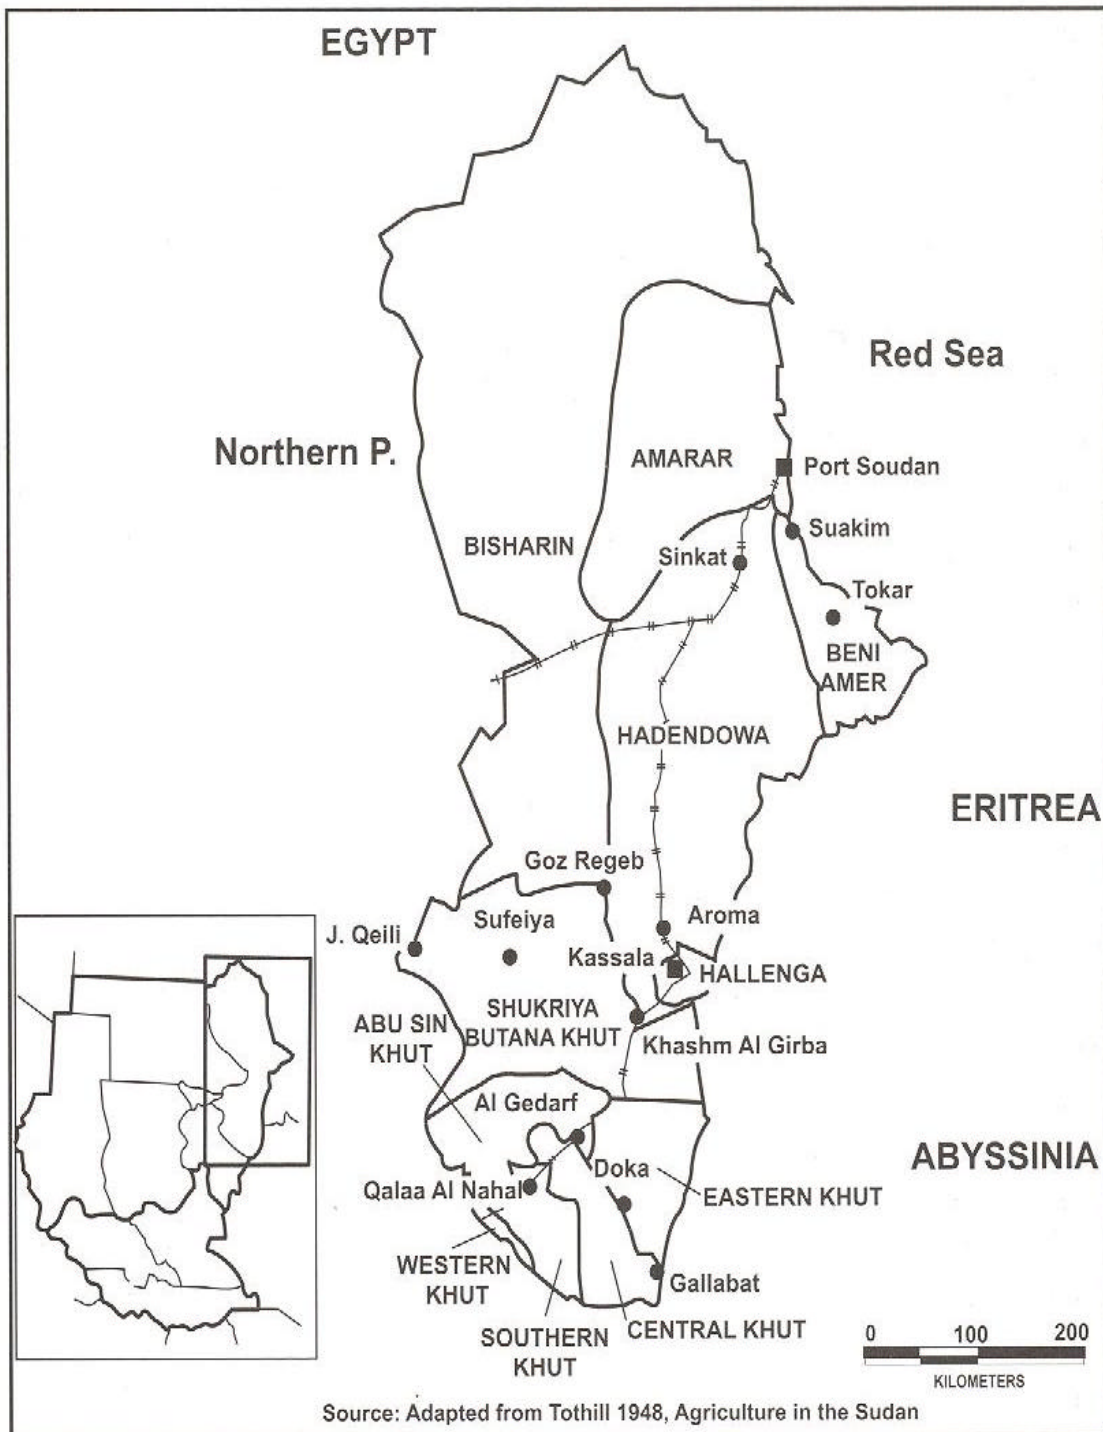 EGYPT
Red Sea
Northern P.
AMARAR
Port Soudan
BISHARIN
Suakim
Sinkat
Tokar
BENI
AMER
HADENDOWA
ERITREA
Goz Regeb
Aroma
Sufeiya
J. Qeili
Kassala
HALLENGA
SHUKRIYA
BUTANA KHUT
ABU SIN
KHUT
Khashm Al Girba
Al Gedarf
ABYSSINIA
Doka
Qalaa Al Nahal
EASTERN KHUT
WESTERN
KHUT
Gallabat
SOUTHERN
KHUT
CENTRAL KHUT
0 100 200
KILOMETERS
Source: Adapted from Tothill 1948, Agriculture in the Sudan